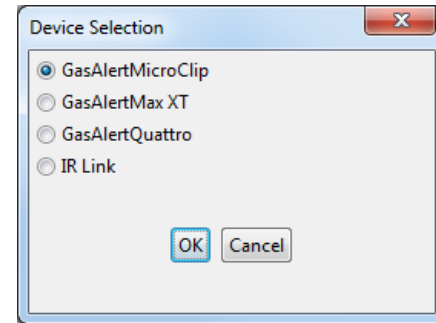 Device Selection
GasAlertMicroClip
GasAlertMax XT
GasAlertQuattro
IR Link
OK Cancel